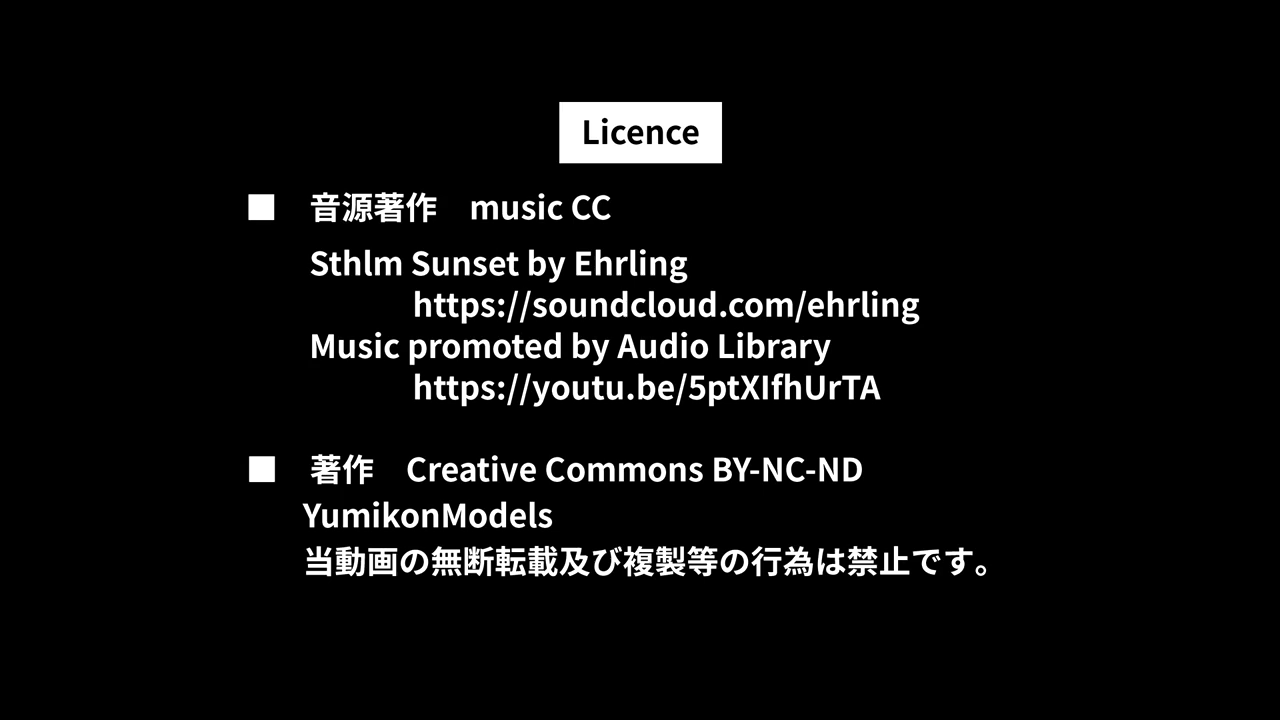 Licence
■　音源著作　music CC
Sthlm Sunset by Ehrling
https://soundcloud.com/ehrling
Music promoted by Audio Library
https://youtu.be/5ptXIfhUrTA
■　著作　Creative Commons BY-NC-ND
YumikonModels
当動画の無断転載及び複製等の行為は禁止です。